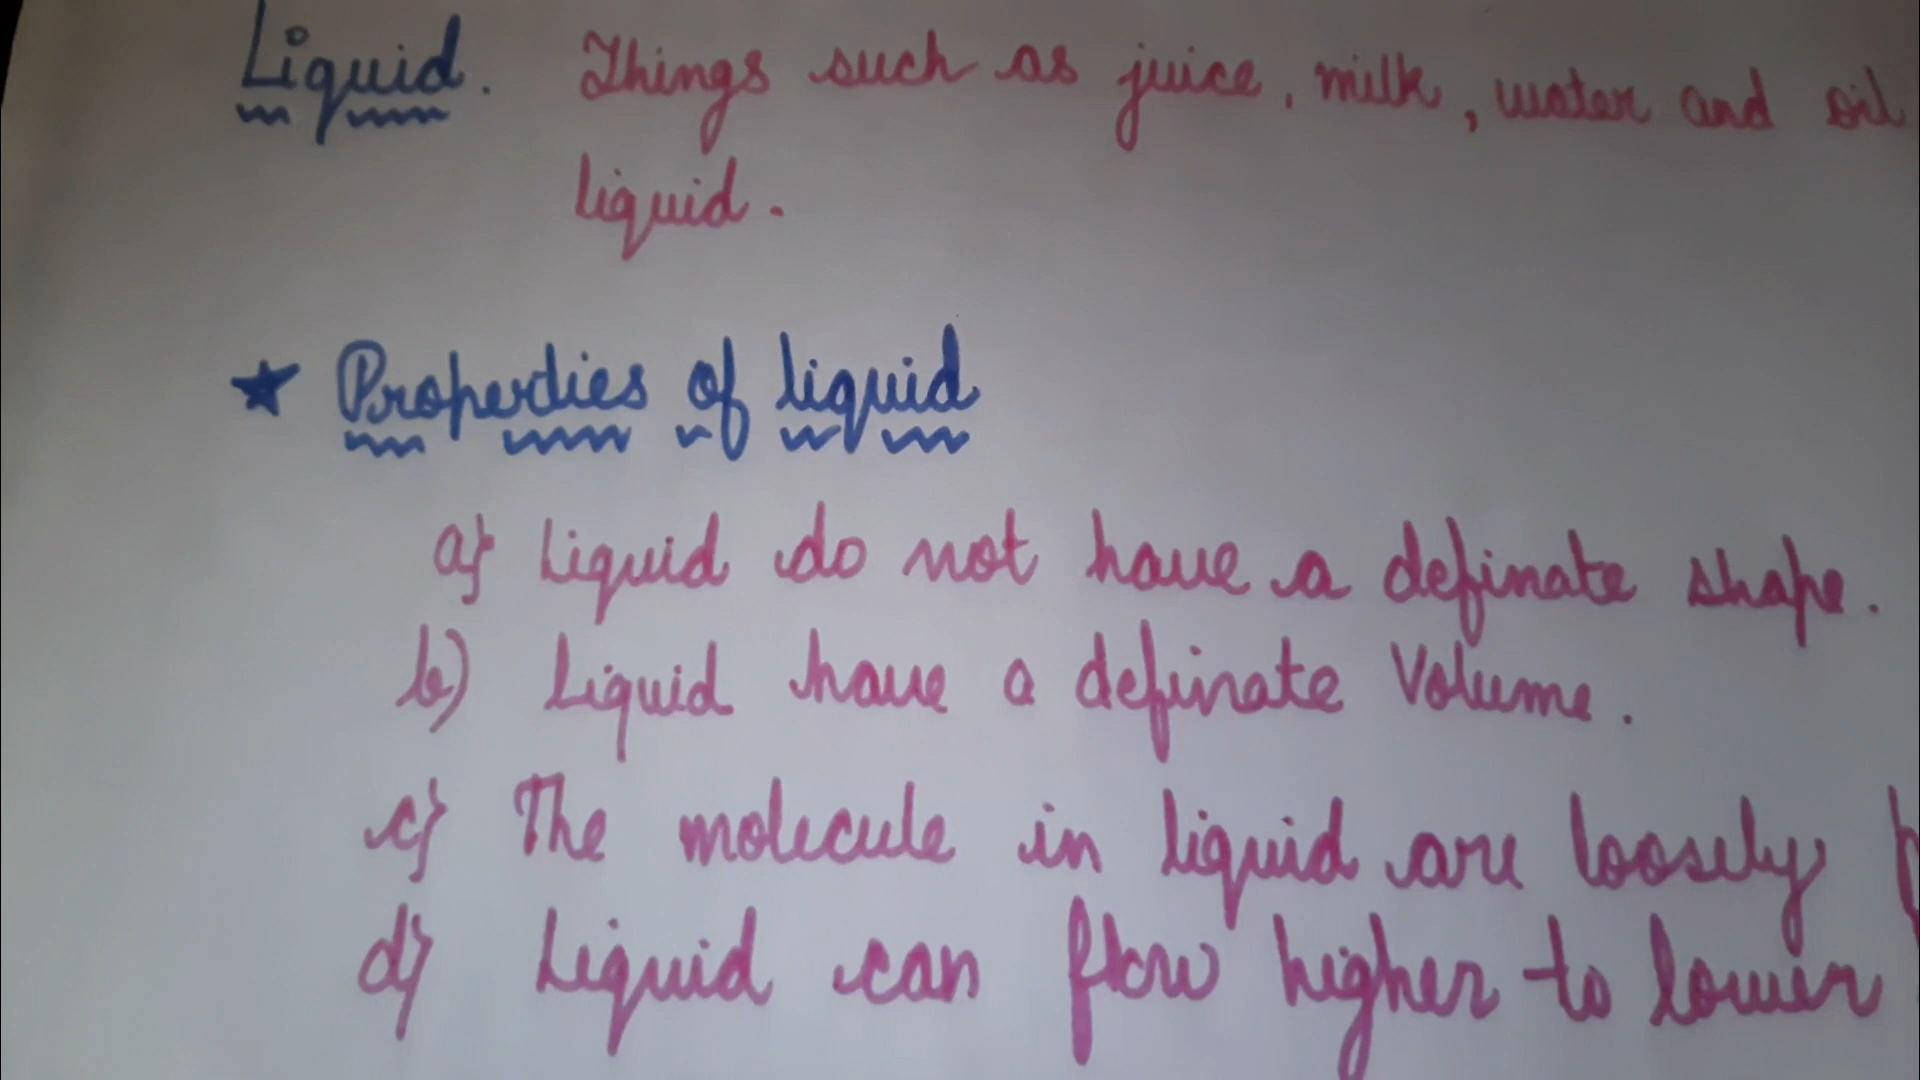 Liquid. Things such as juice, milk, water and oil
liquid.
★ Properties of liquid
a) Liquid do not have a definate shape.
b) Liquid have a definate Volume.
c) The molecule in liquid are loosely
d) Liquid can flow higher to lower